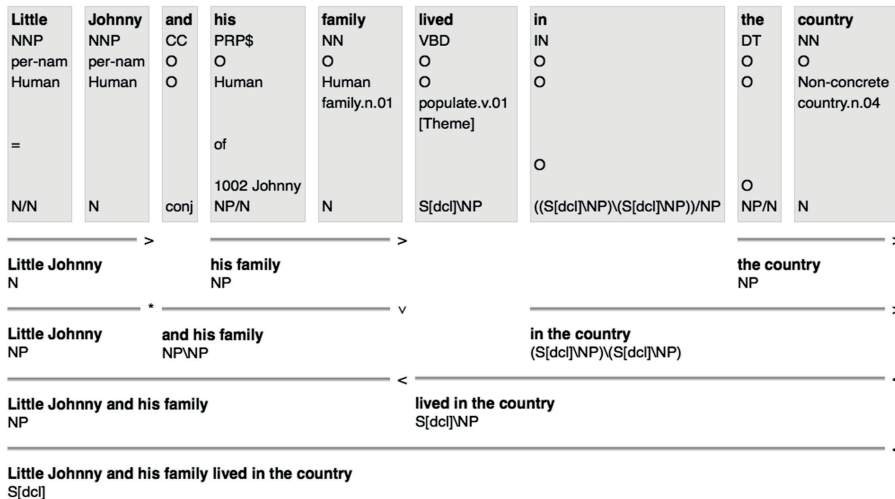 Little Johnny and his family lived in the country
NNP NNP CC PRP$ NN VBD IN DT NN
per-nam per-nam O O O O O O O
Human Human O Human Human O O O Non-concrete
family.n.01 populate.v.01 country.n.04
[Theme]
= of
O
1002 Johnny O
N/N N conj NP/N N S[dcl]\NP ((S[dcl]\NP)\(S[dcl]\NP))/NP NP/N N
> > >
Little Johnny his family the country
N NP NP
* v >
Little Johnny and his family in the country
NP NP\NP (S[dcl]\NP)\(S[dcl]\NP)
< <
Little Johnny and his family lived in the country
NP S[dcl]\NP
<
Little Johnny and his family lived in the country
S[dcl]